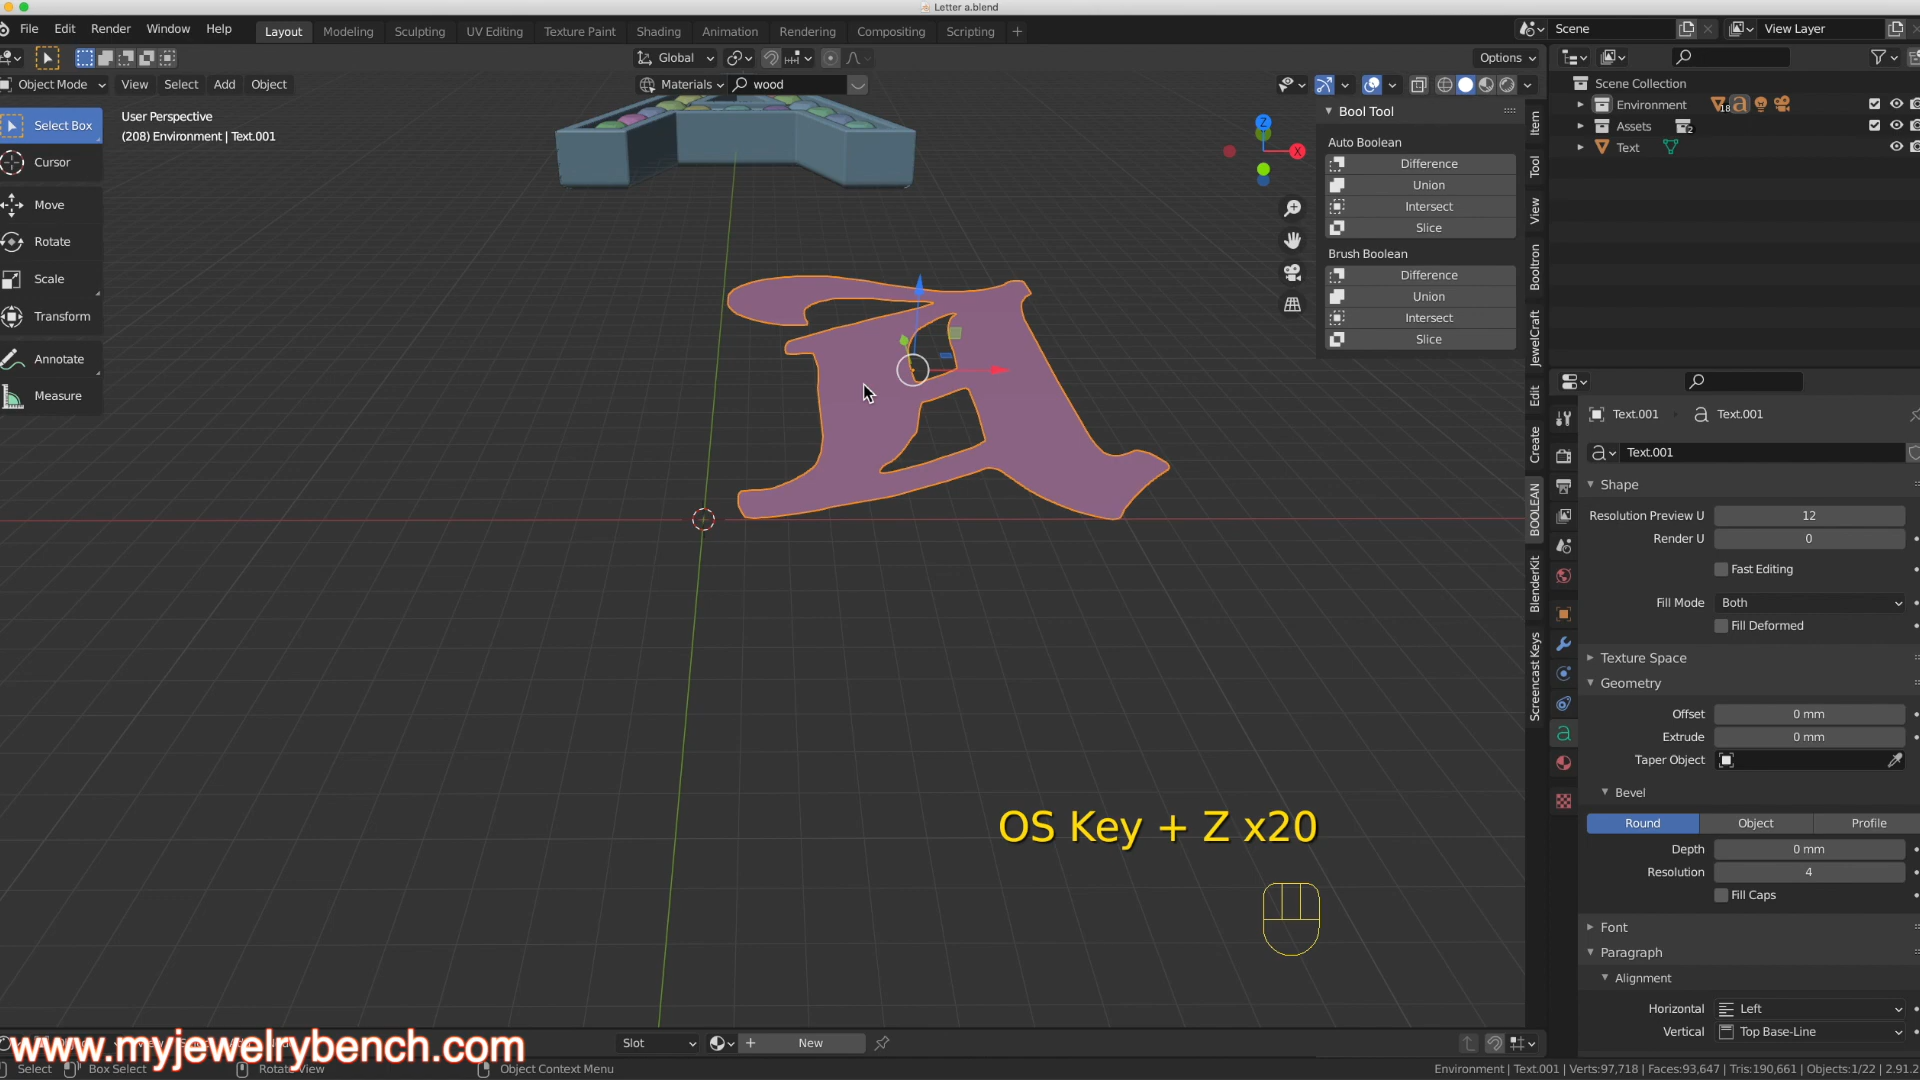 Letter a.blend
File Edit Render Window Help
Layout Modeling Sculpting UV Editing Texture Paint Shading Animation Rendering Compositing Scripting +
Scene View Layer
Global Options
Object Mode View Select Add Object
Materials wood
User Perspective
(208) Environment | Text.001
Select Box
Cursor
Move
Rotate
Scale
Transform
Annotate
Measure
Z
X
Bool Tool
Auto Boolean
Difference
Union
Intersect
Slice
Brush Boolean
Difference
Union
Intersect
Slice
Item
Tool
View
Booltron
JewelCraft
Edit
Create
BOOLEAN
BlenderKit
Screencast Keys
Scene Collection
Environment 18
Assets 2
Text
Text.001 Text.001
Text.001
Shape
Resolution Preview U 12
Render U 0
Fast Editing
Fill Mode Both
Fill Deformed
Texture Space
Geometry
Offset 0 mm
Extrude 0 mm
Taper Object
Bevel
Round Object Profile
Depth 0 mm
Resolution 4
Fill Caps
Font
Paragraph
Alignment
Horizontal Left
Vertical Top Base-Line
OS Key + Z x20
www.myjewelrybench.com
Slot + New
Select Box Select Rotate View Object Context Menu
Environment | Text.001 | Verts:97,718 | Faces:93,647 | Tris:190,661 | Objects:1/22 | 2.91.2